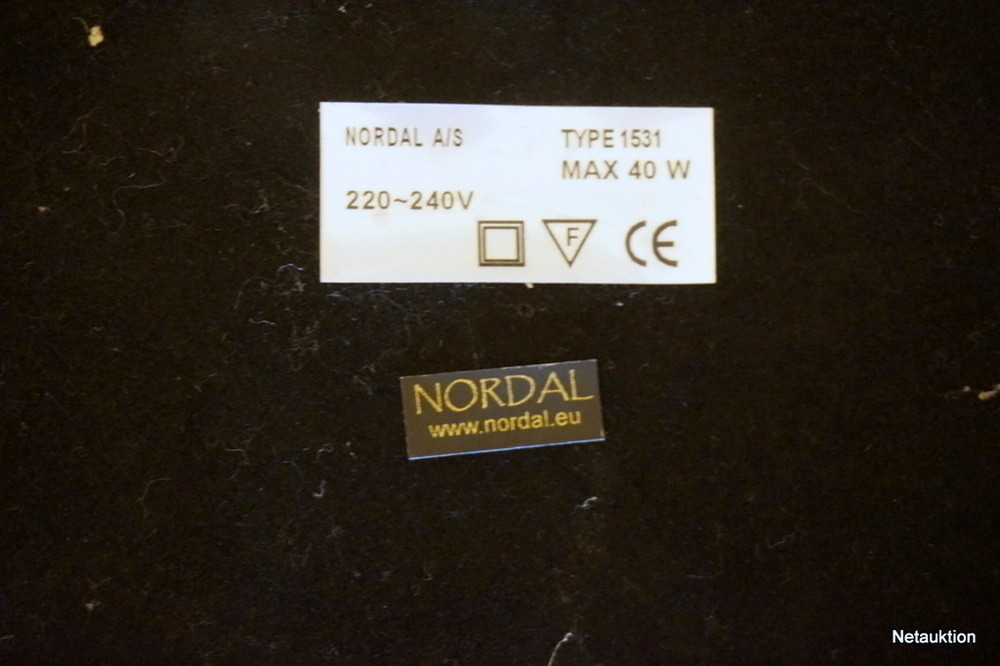 NORDAL A/S TYPE 1531
MAX 40 W
220~240V
F CE
NORDAL
www.nordal.eu
Netauktion